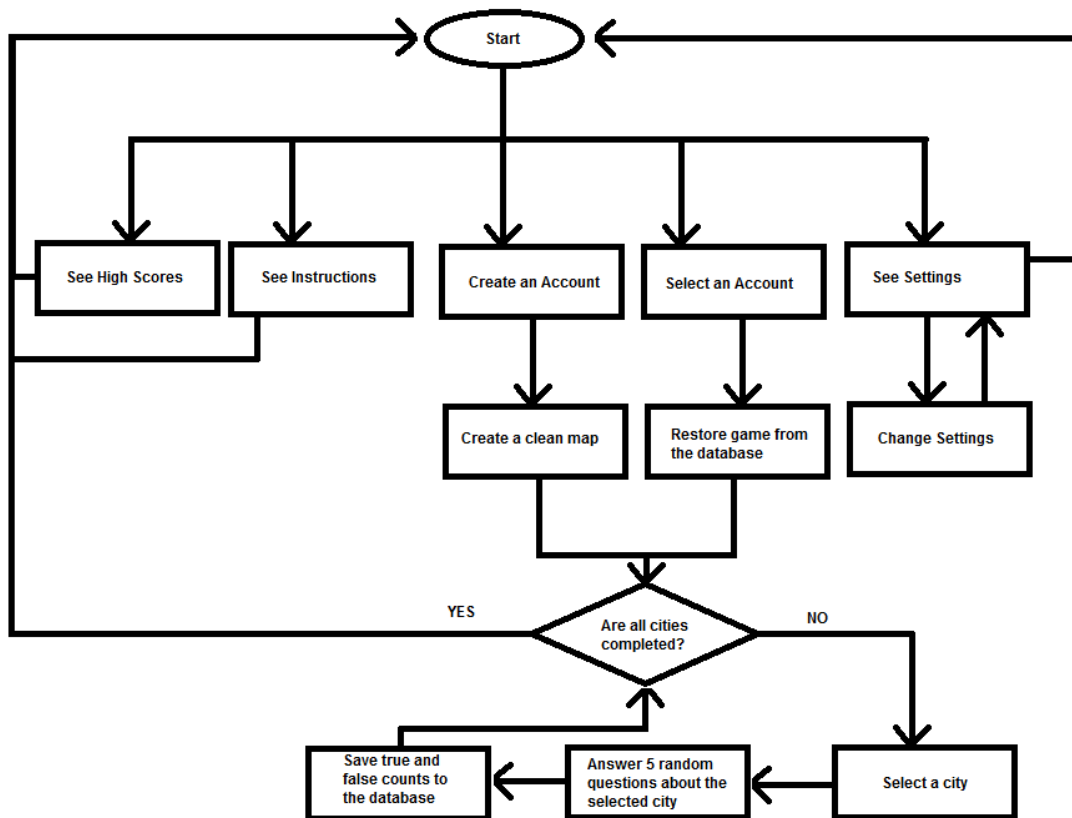 Start
See High Scores
See Instructions
Create an Account
Select an Account
See Settings
Create a clean map
Restore game from
the database
Change Settings
YES
Are all cities
completed?
NO
Save true and
false counts to
the database
Answer 5 random
questions about the
selected city
Select a city